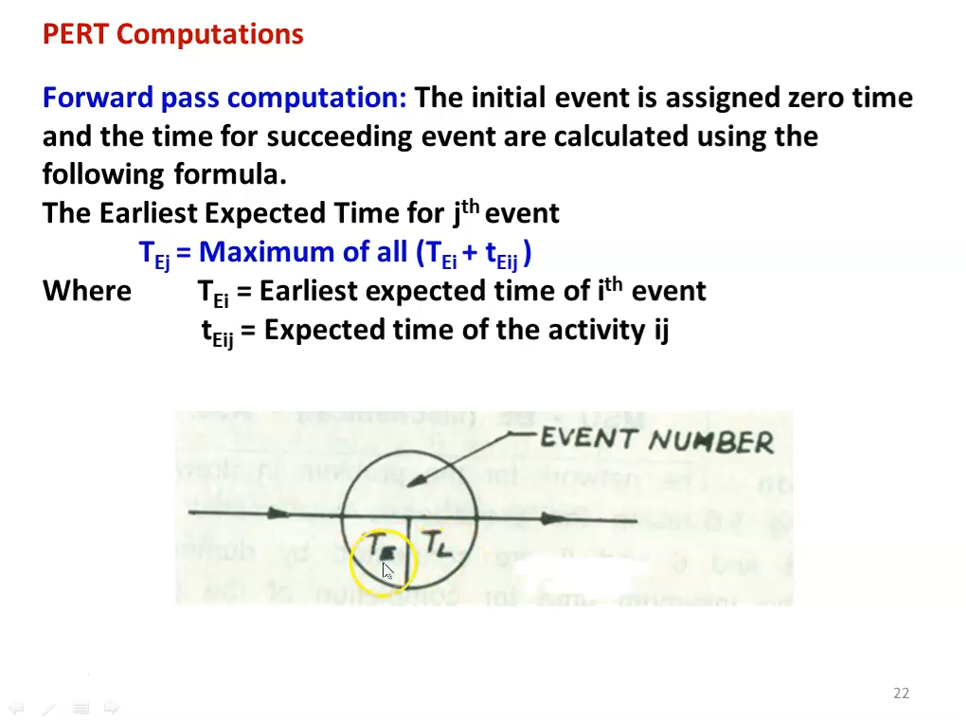 PERT Computations
Forward pass computation: The initial event is assigned zero time
and the time for succeeding event are calculated using the
following formula.
The Earliest Expected Time for jth event
TEj = Maximum of all (TEi + tEij )
Where TEi = Earliest expected time of ith event
tEij = Expected time of the activity ij
EVENT NUMBER
TE TL
22